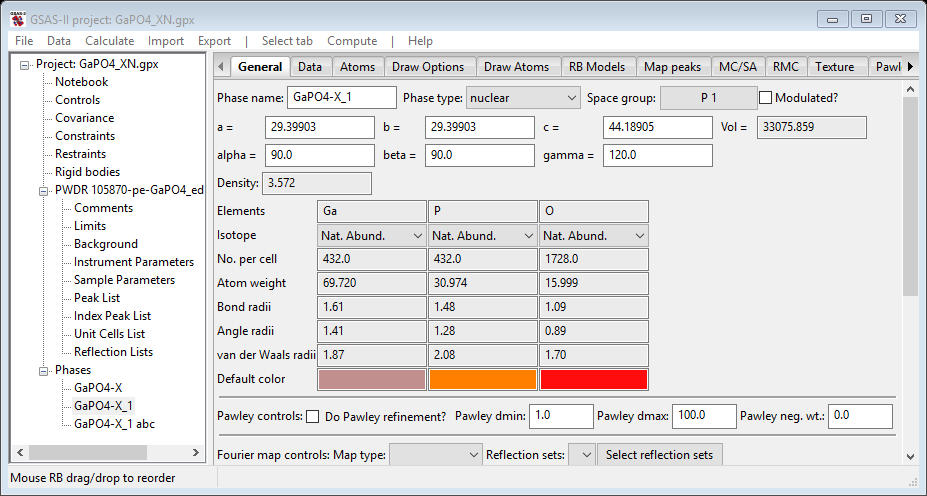 GSAS-II project: GaPO4_XN.gpx
File Data Calculate Import Export | Select tab Compute | Help
Project: GaPO4_XN.gpx
Notebook
Controls
Covariance
Constraints
Restraints
Rigid bodies
PWDR 105870-pe-GaPO4_ed
Comments
Limits
Background
Instrument Parameters
Sample Parameters
Peak List
Index Peak List
Unit Cells List
Reflection Lists
Phases
GaPO4-X
GaPO4-X_1
GaPO4-X_1 abc
General Data Atoms Draw Options Draw Atoms RB Models Map peaks MC/SA RMC Texture Pawl
Phase name: GaPO4-X_1 Phase type: nuclear Space group: P 1 Modulated?
a = 29.39903 b = 29.39903 c = 44.18905 Vol = 33075.859
alpha = 90.0 beta = 90.0 gamma = 120.0
Density: 3.572
Elements Ga P O
Isotope Nat. Abund. Nat. Abund. Nat. Abund.
No. per cell 432.0 432.0 1728.0
Atom weight 69.720 30.974 15.999
Bond radii 1.61 1.48 1.09
Angle radii 1.41 1.28 0.89
van der Waals radii 1.87 2.08 1.70
Default color
Pawley controls: Do Pawley refinement? Pawley dmin: 1.0 Pawley dmax: 100.0 Pawley neg. wt.: 0.0
Fourier map controls: Map type: Reflection sets: Select reflection sets
Mouse RB drag/drop to reorder